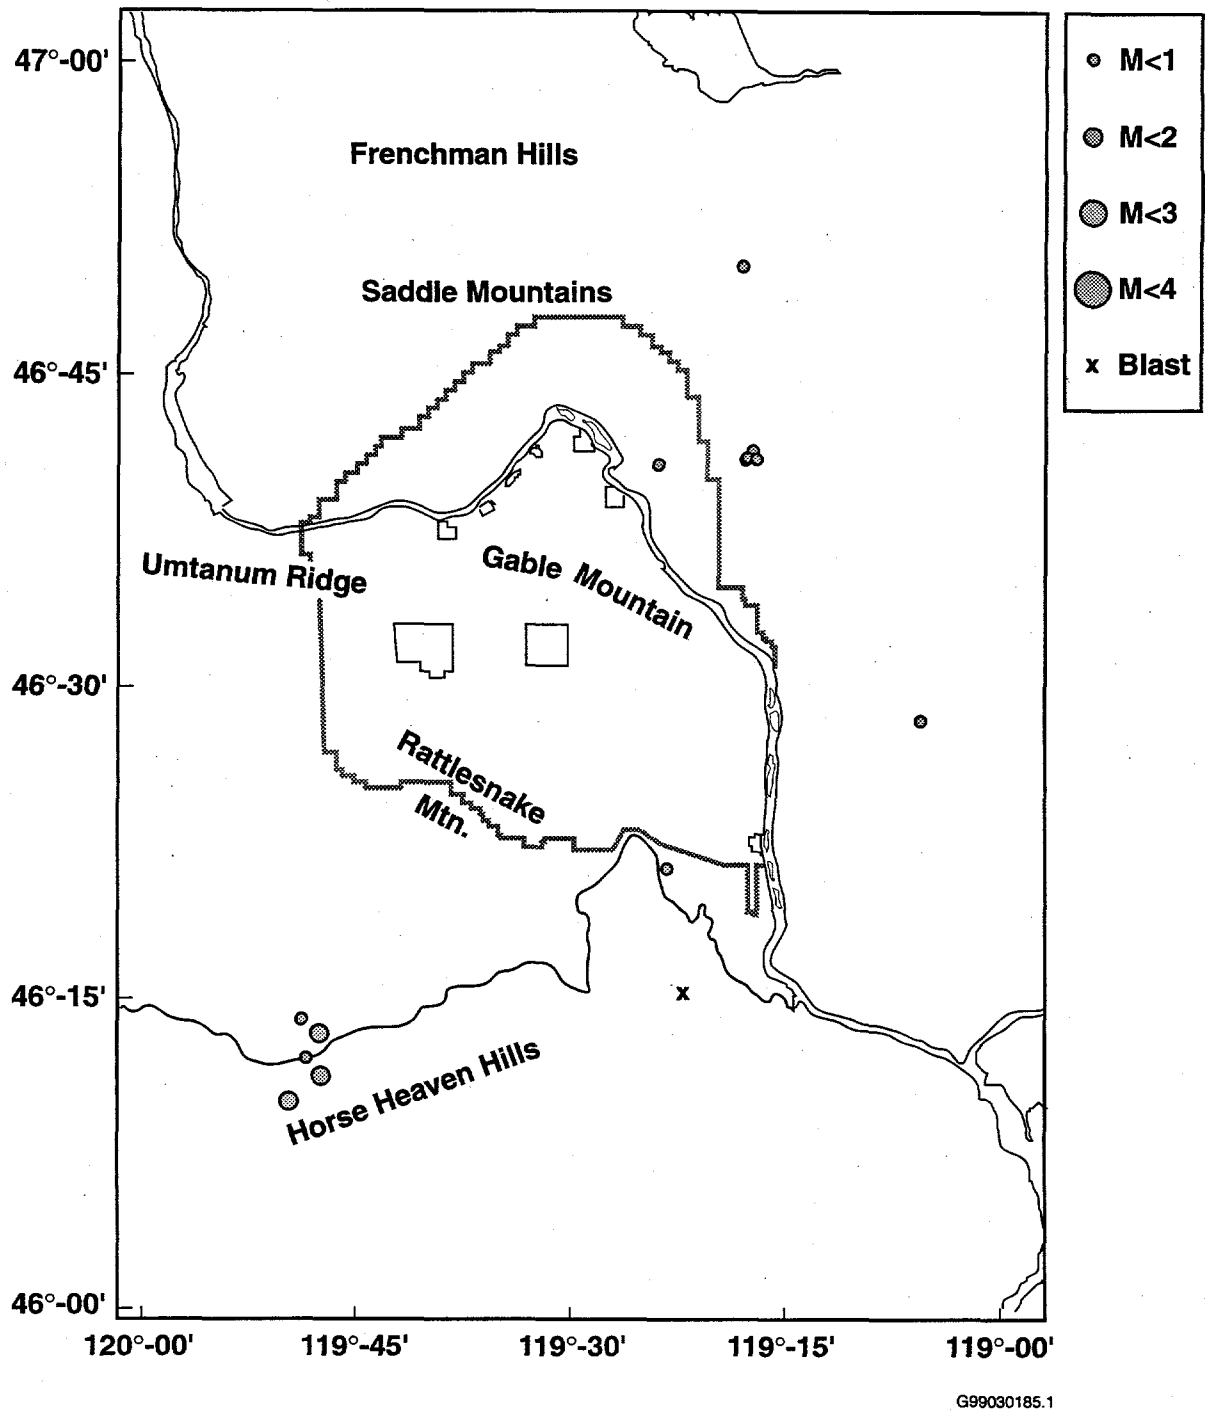 47°-00'
Frenchman Hills
Saddle Mountains
46°-45'
Umtanum Ridge
Gable Mountain
46°-30'
Rattlesnake
Mtn.
46°-15'
x
Horse Heaven Hills
46°-00'
120°-00'
119°-45'
119°-30'
119°-15'
119°-00'
M<1
M<2
M<3
M<4
x Blast
G99030185.1